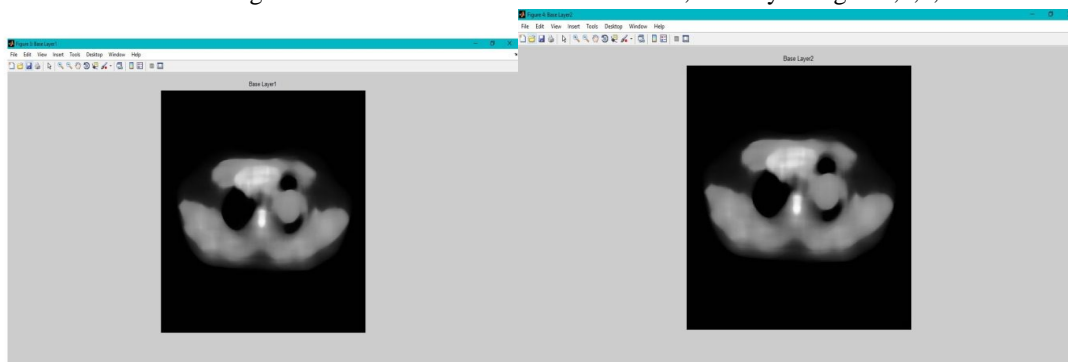 Figure 3: Base Layer1
File Edit View Insert Tools Desktop Window Help
Base Layer1
Figure 4: Base Layer2
File Edit View Insert Tools Desktop Window Help
Base Layer2